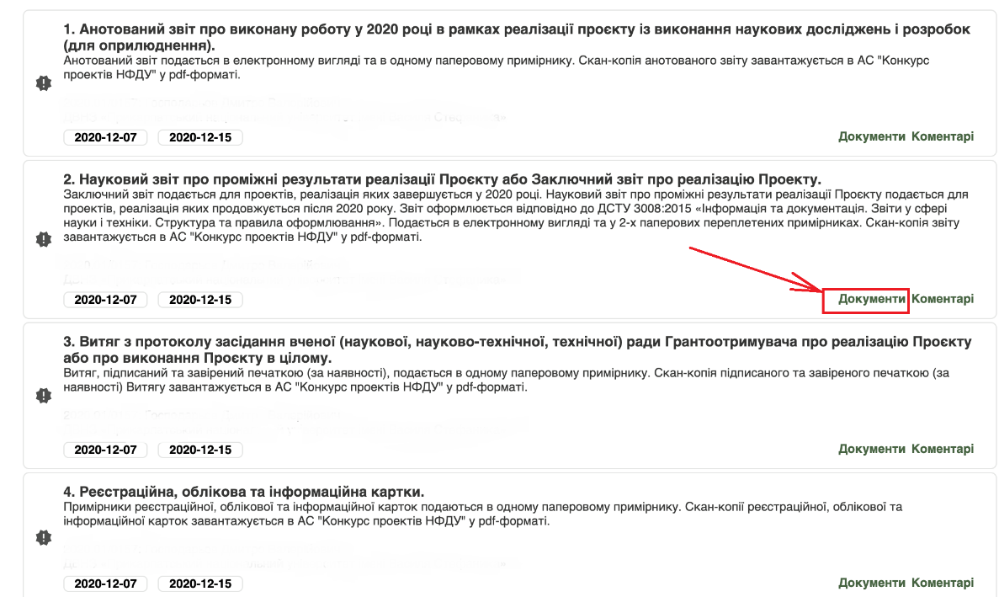 1. Анотований звіт про виконану роботу у 2020 році в рамках реалізації проєкту із виконання наукових досліджень і розробок
(для оприлюднення).
Анотований звіт подається в електронному вигляді та в одному паперовому примірнику. Скан-копія анотованого звіту завантажується в АС "Конкурс
проектів НФДУ" у pdf-форматі.
2020-12-07 2020-12-15 Документи Коментарі
2. Науковий звіт про проміжні результати реалізації Проєкту або Заключний звіт про реалізацію Проекту.
Заключний звіт подається для проектів, реалізація яких завершується у 2020 році. Науковий звіт про проміжні результати реалізації Проєкту подається для
проектів, реалізація яких продовжується після 2020 року. Звіт оформлюється відповідно до ДСТУ 3008:2015 «Інформація та документація. Звіти у сфері
науки і техніки. Структура та правила оформлювання». Подається в електронному вигляді та у 2-х паперових переплетених примірниках. Скан-копія звіту
завантажується в АС "Конкурс проектів НФДУ" у pdf-форматі.
2020-12-07 2020-12-15 Документи Коментарі
3. Витяг з протоколу засідання вченої (наукової, науково-технічної, технічної) ради Грантоотримувача про реалізацію Проєкту
або про виконання Проєкту в цілому.
Витяг, підписаний та завірений печаткою (за наявності), подається в одному паперовому примірнику. Скан-копія підписаного та завіреного печаткою (за
наявності) Витягу завантажується в АС "Конкурс проектів НФДУ" у pdf-форматі.
2020-12-07 2020-12-15 Документи Коментарі
4. Реєстраційна, облікова та інформаційна картки.
Примірники реєстраційної, облікової та інформаційної карток подаються в одному паперовому примірнику. Скан-копії реєстраційної, облікової та
інформаційної карток завантажується в АС "Конкурс проектів НФДУ" у pdf-форматі.
2020-12-07 2020-12-15 Документи Коментарі